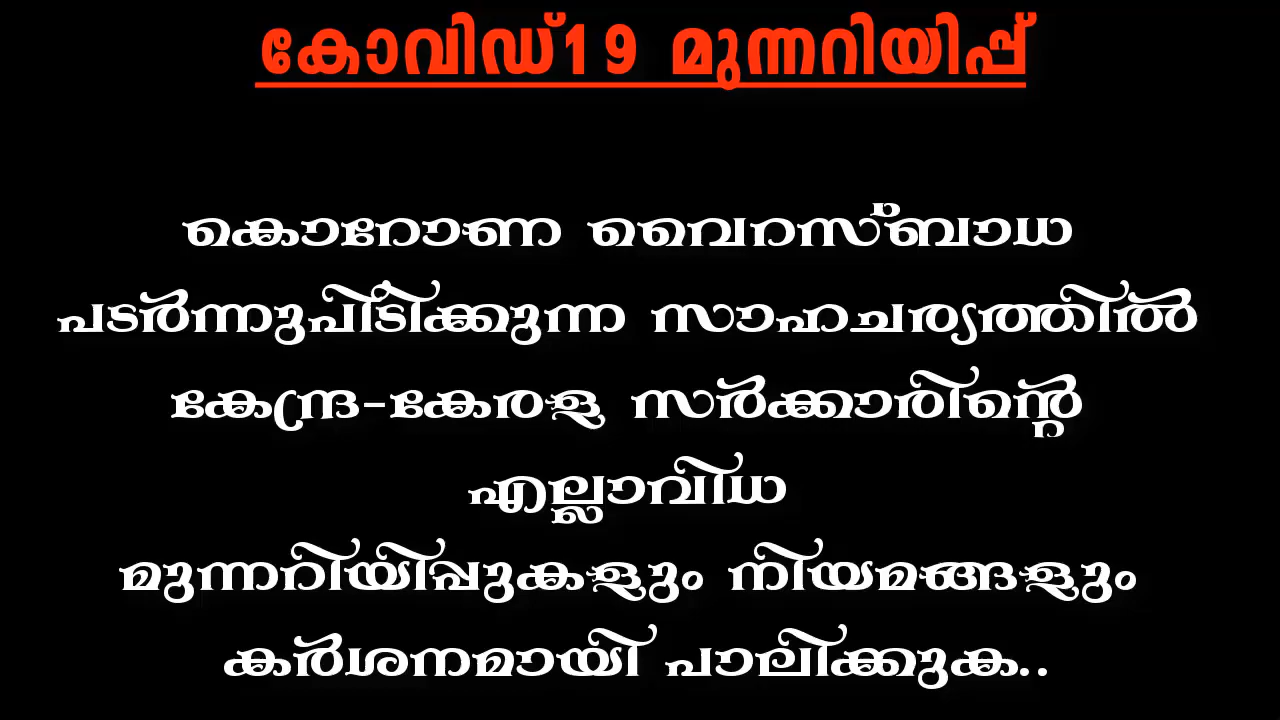 കോവിഡ്19 മുന്നറിയിപ്പ്
കൊറോണ വൈറസ്ബാധ
പടർന്നുപിടിക്കുന്ന സാഹചര്യത്തിൽ
കേന്ദ്ര-കേരള സർക്കാരിന്റെ
എല്ലാവിധ
മുന്നറിയിപ്പുകളും നിയമങ്ങളും
കർശനമായി പാലിക്കുക..